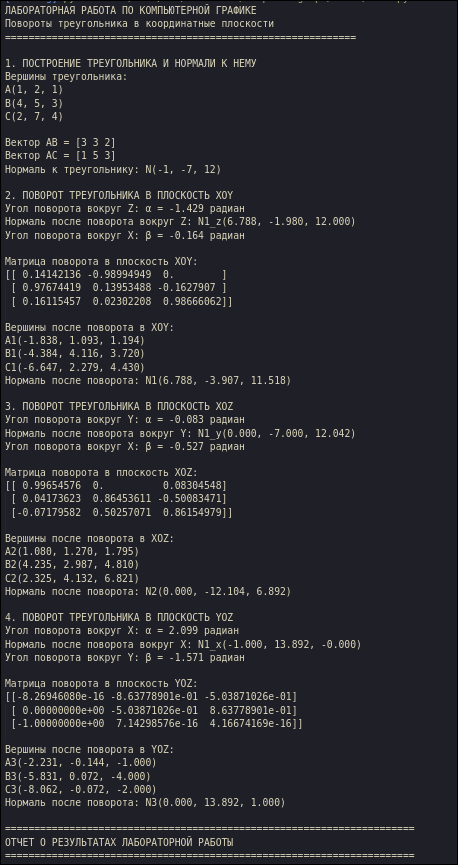 ЛАБОРАТОРНАЯ РАБОТА ПО КОМПЬЮТЕРНОЙ ГРАФИКЕ
Повороты треугольника в координатные плоскости
============================================================
1. ПОСТРОЕНИЕ ТРЕУГОЛЬНИКА И НОРМАЛИ К НЕМУ
Вершины треугольника:
A(1, 2, 1)
B(4, 5, 3)
C(2, 7, 4)
Вектор AB = [3 3 2]
Вектор AC = [1 5 3]
Нормаль к треугольнику: N(-1, -7, 12)
2. ПОВОРОТ ТРЕУГОЛЬНИКА В ПЛОСКОСТЬ XOY
Угол поворота вокруг Z: α = -1.429 радиан
Нормаль после поворота вокруг Z: N1_z(6.788, -1.980, 12.000)
Угол поворота вокруг X: β = -0.164 радиан
Матрица поворота в плоскость XOY:
[[ 0.14142136 -0.98994949  0.        ]
 [ 0.97674419  0.13953488 -0.1627907 ]
 [ 0.16115457  0.02302208  0.98666062]]
Вершины после поворота в XOY:
A1(-1.838, 1.093, 1.194)
B1(-4.384, 4.116, 3.720)
C1(-6.647, 2.279, 4.430)
Нормаль после поворота: N1(6.788, -3.907, 11.518)
3. ПОВОРОТ ТРЕУГОЛЬНИКА В ПЛОСКОСТЬ XOZ
Угол поворота вокруг Y: α = -0.083 радиан
Нормаль после поворота вокруг Y: N1_y(0.000, -7.000, 12.042)
Угол поворота вокруг X: β = -0.527 радиан
Матрица поворота в плоскость XOZ:
[[ 0.99654576  0.          0.08304548]
 [ 0.04173623  0.86453611 -0.50083471]
 [-0.07179582  0.50257071  0.86154979]]
Вершины после поворота в XOZ:
A2(1.080, 1.270, 1.795)
B2(4.235, 2.987, 4.810)
C2(2.325, 4.132, 6.821)
Нормаль после поворота: N2(0.000, -12.104, 6.892)
4. ПОВОРОТ ТРЕУГОЛЬНИКА В ПЛОСКОСТЬ YOZ
Угол поворота вокруг X: α = 2.099 радиан
Нормаль после поворота вокруг X: N1_x(-1.000, 13.892, -0.000)
Угол поворота вокруг Y: β = -1.571 радиан
Матрица поворота в плоскость YOZ:
[[-8.26946080e-16 -8.63778901e-01 -5.03871026e-01]
 [ 0.00000000e+00 -5.03871026e-01  8.63778901e-01]
 [-1.00000000e+00  7.14298576e-16  4.16674169e-16]]
Вершины после поворота в YOZ:
A3(-2.231, -0.144, -1.000)
B3(-5.831, 0.072, -4.000)
C3(-8.062, -0.072, -2.000)
Нормаль после поворота: N3(0.000, 13.892, 1.000)
======================================================================
ОТЧЕТ О РЕЗУЛЬТАТАХ ЛАБОРАТОРНОЙ РАБОТЫ
======================================================================